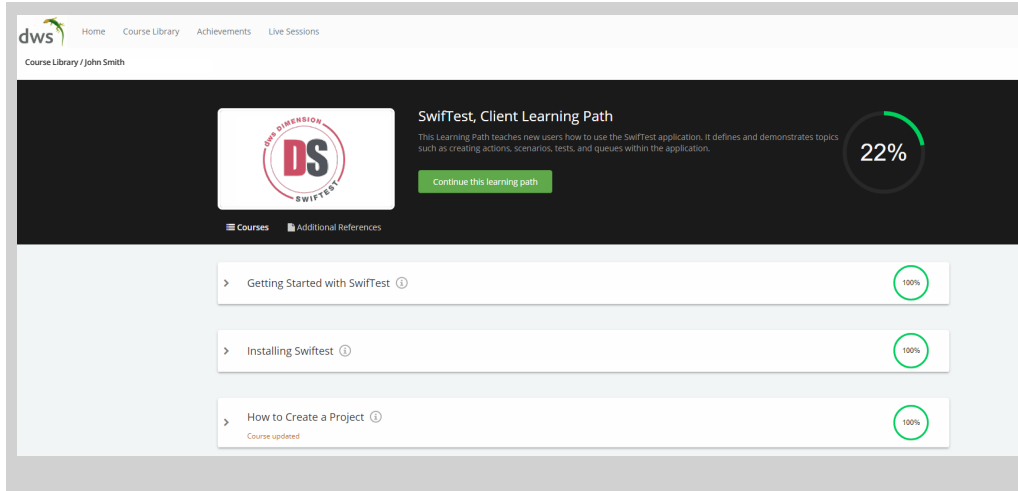 dws
Home Course Library Achievements Live Sessions
Course Library / John Smith
dws DIMENSION
DS
SWIFTEST
SwifTest, Client Learning Path
This Learning Path teaches new users how to use the SwifTest application. It defines and demonstrates topics
such as creating actions, scenarios, tests, and queues within the application.
Continue this learning path
22%
Courses Additional References
Getting Started with SwifTest
100%
Installing Swiftest
100%
How to Create a Project
Course updated
100%